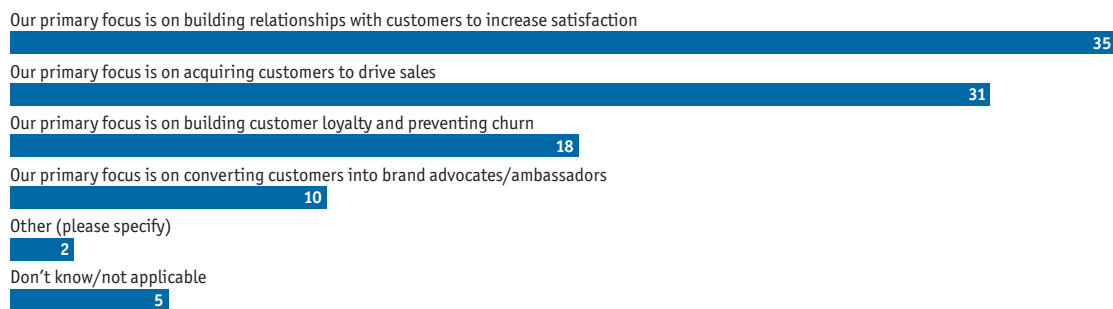 Our primary focus is on building relationships with customers to increase satisfaction
35
Our primary focus is on acquiring customers to drive sales
31
Our primary focus is on building customer loyalty and preventing churn
18
Our primary focus is on converting customers into brand advocates/ambassadors
10
Other (please specify)
2
Don’t know/not applicable
5